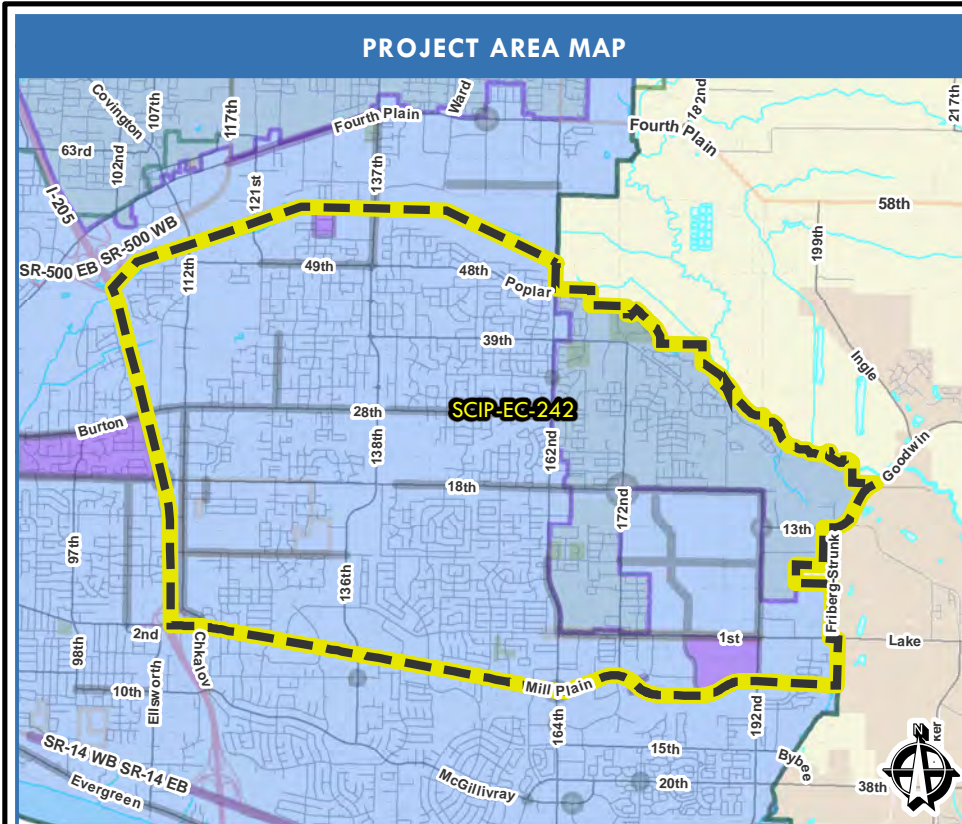 PROJECT AREA MAP
Covington
107th
117th
Ward
182nd
217th
63rd
102nd
Fourth Plain
Fourth Plain
137th
I-205
121st
58th
199th
SR-500 EB SR-500 WB
112th
49th
48th
Poplar
39th
Ingle
SCIP-EC-242
28th
Burton
138th
162nd
Goodwin
18th
172nd
13th
97th
136th
Friberg-Strunk
2nd
Chkalov
1st
Lake
98th
Ellsworth
10th
Mill Plain
164th
192nd
15th
Bybee
SR-14 WB SR-14 EB
McGillivray
20th
38th
Evergreen
N